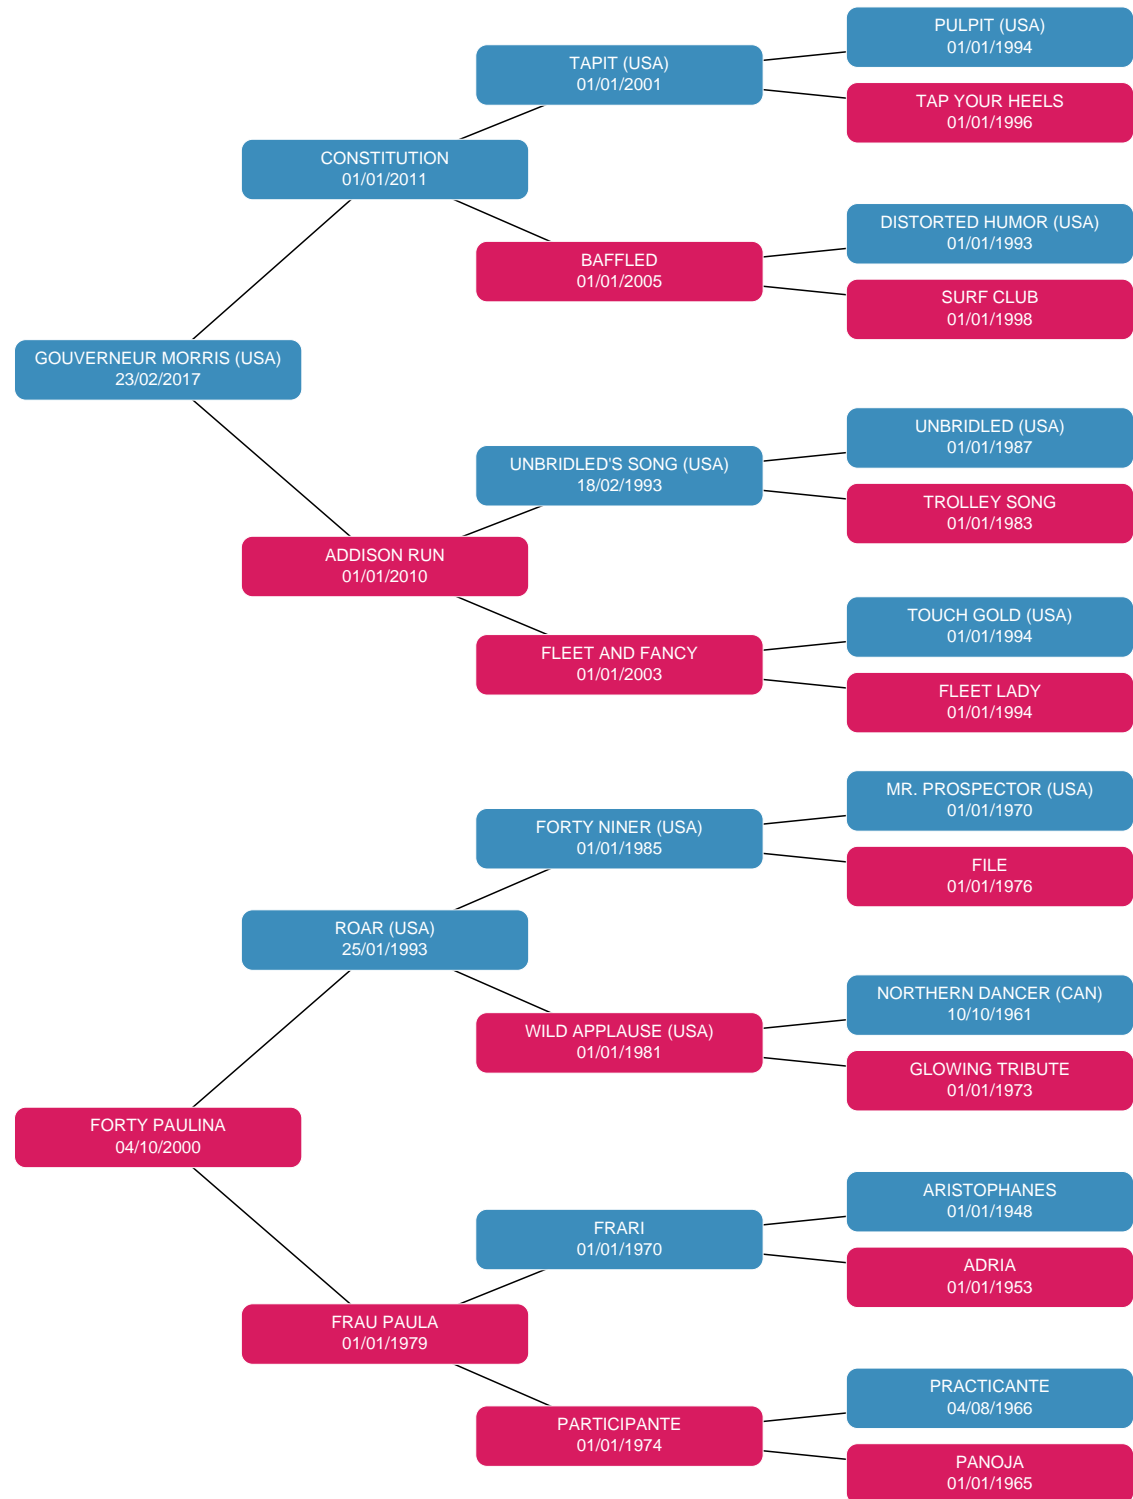 PULPIT (USA)
01/01/1994
TAPIT (USA)
01/01/2001
TAP YOUR HEELS
01/01/1996
CONSTITUTION
01/01/2011
DISTORTED HUMOR (USA)
01/01/1993
BAFFLED
01/01/2005
SURF CLUB
01/01/1998
GOUVERNEUR MORRIS (USA)
23/02/2017
UNBRIDLED (USA)
01/01/1987
UNBRIDLED'S SONG (USA)
18/02/1993
TROLLEY SONG
01/01/1983
ADDISON RUN
01/01/2010
TOUCH GOLD (USA)
01/01/1994
FLEET AND FANCY
01/01/2003
FLEET LADY
01/01/1994
MR. PROSPECTOR (USA)
01/01/1970
FORTY NINER (USA)
01/01/1985
FILE
01/01/1976
ROAR (USA)
25/01/1993
NORTHERN DANCER (CAN)
10/10/1961
WILD APPLAUSE (USA)
01/01/1981
GLOWING TRIBUTE
01/01/1973
FORTY PAULINA
04/10/2000
ARISTOPHANES
01/01/1948
FRARI
01/01/1970
ADRIA
01/01/1953
FRAU PAULA
01/01/1979
PRACTICANTE
04/08/1966
PARTICIPANTE
01/01/1974
PANOJA
01/01/1965